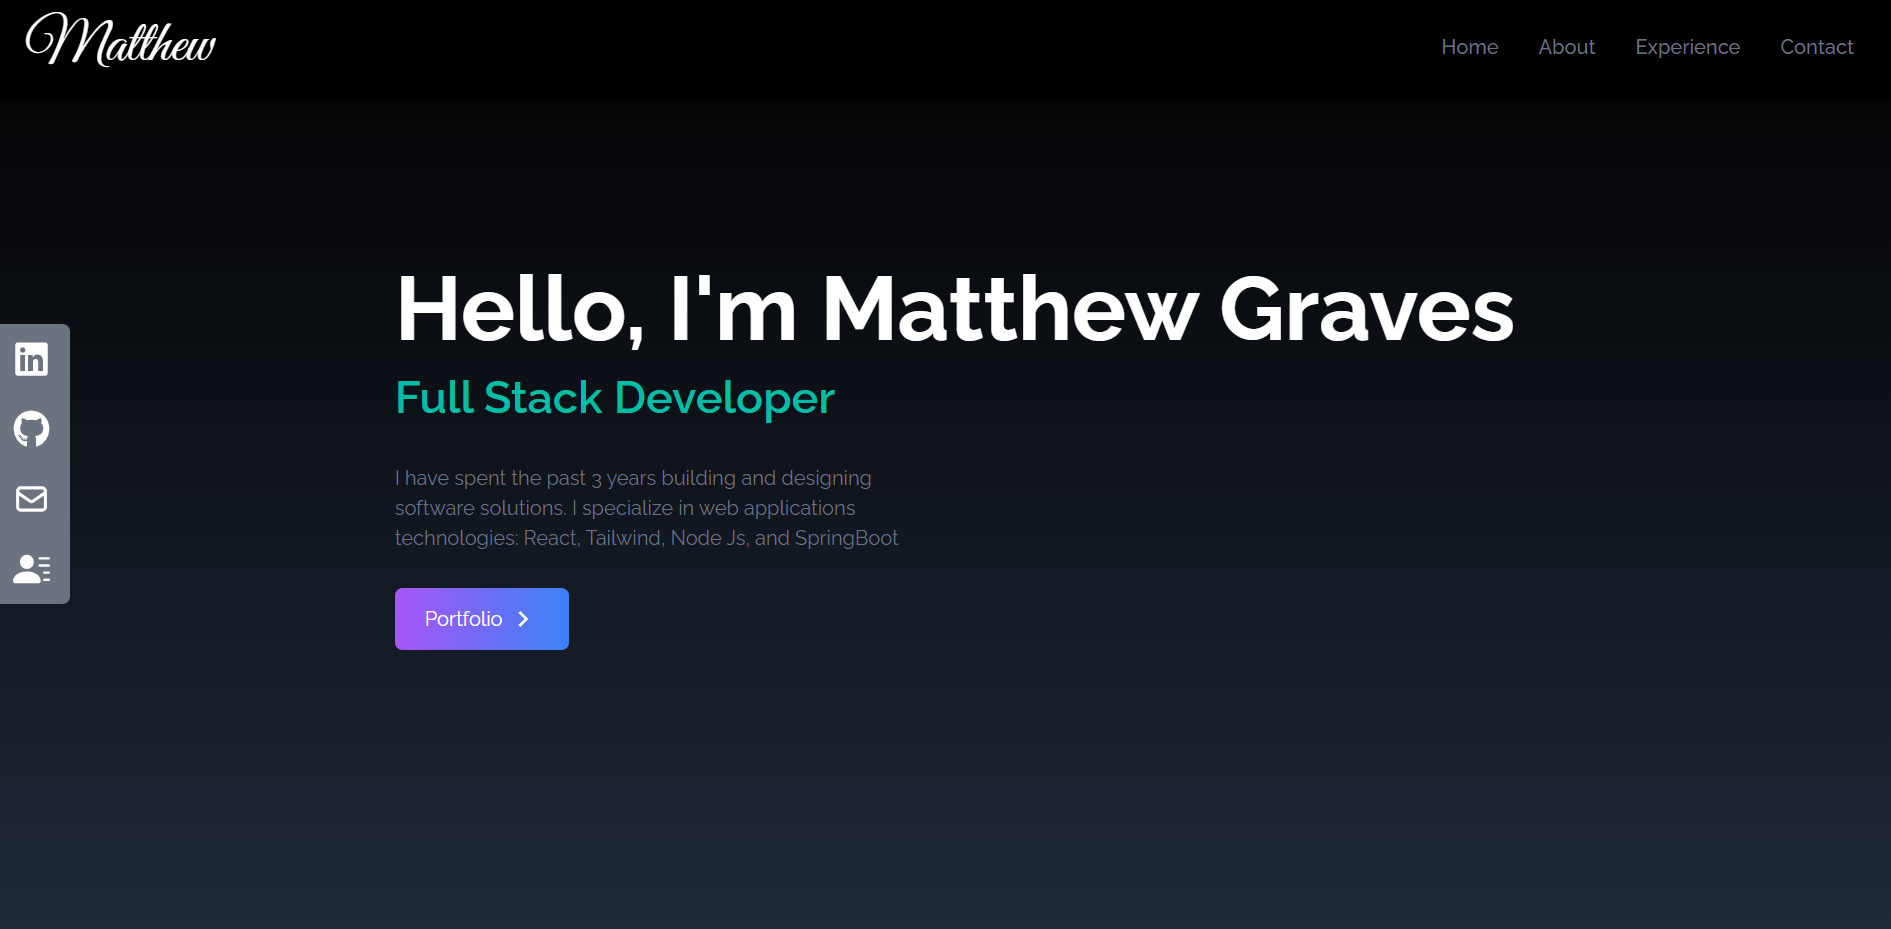 Matthew
Home About Experience Contact
Hello, I'm Matthew Graves
Full Stack Developer
I have spent the past 3 years building and designing
software solutions. I specialize in web applications
technologies: React, Tailwind, Node Js, and SpringBoot
Portfolio
in